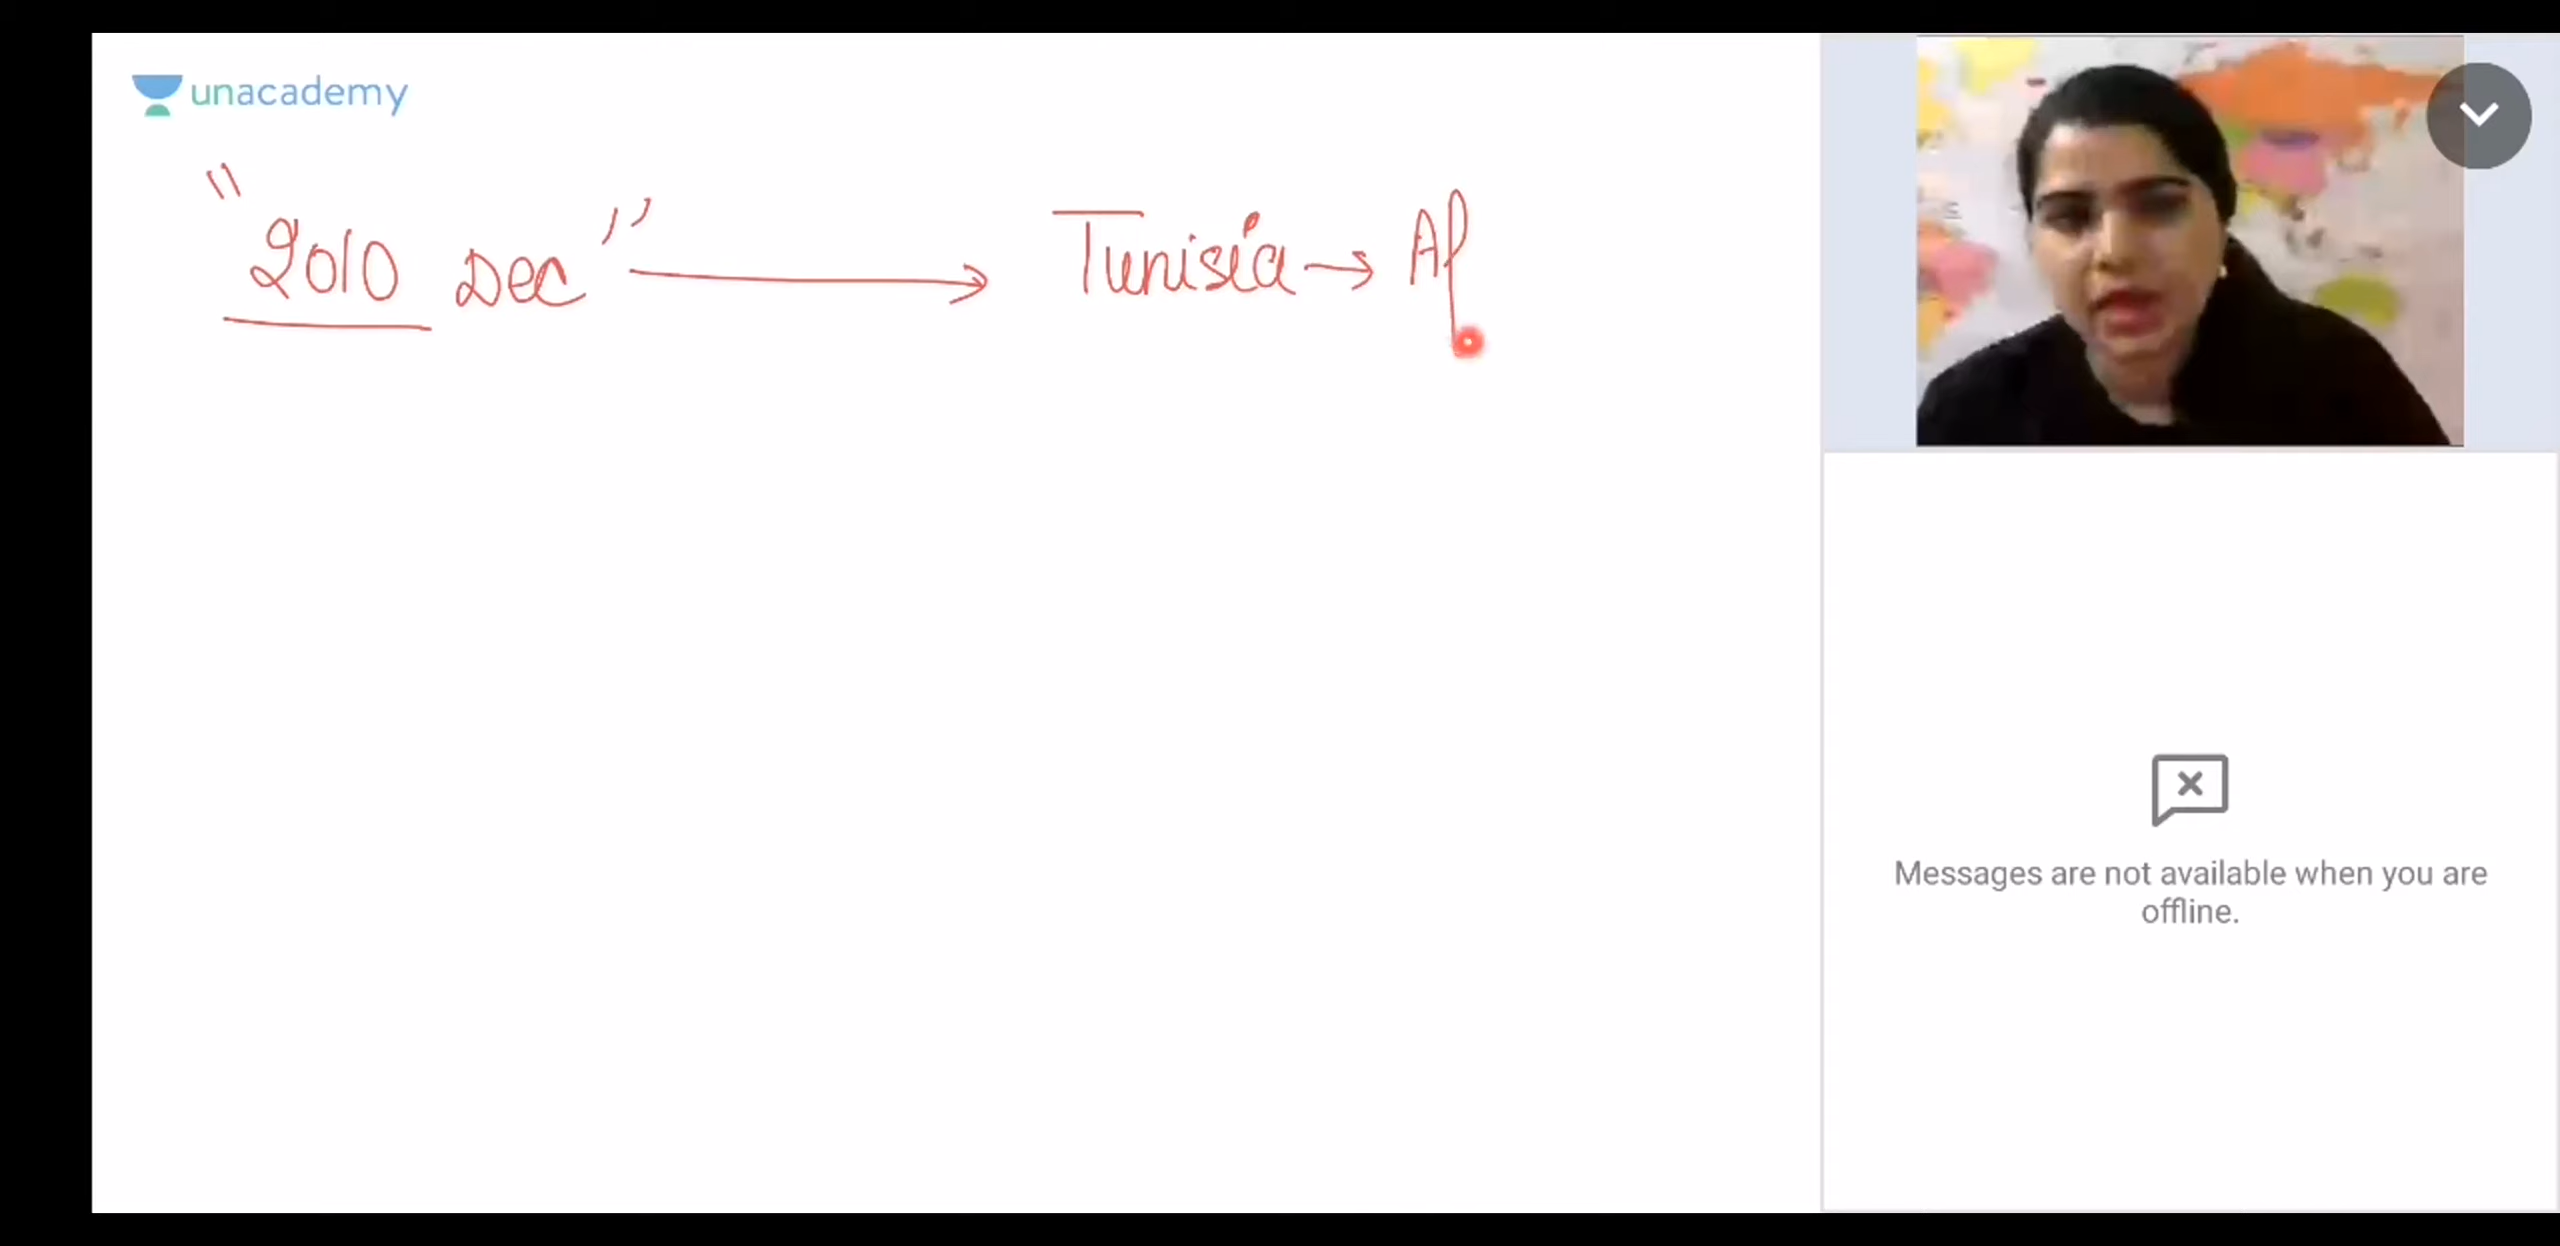 unacademy
"2010 Dec" → Tunisia → Af
Messages are not available when you are
offline.